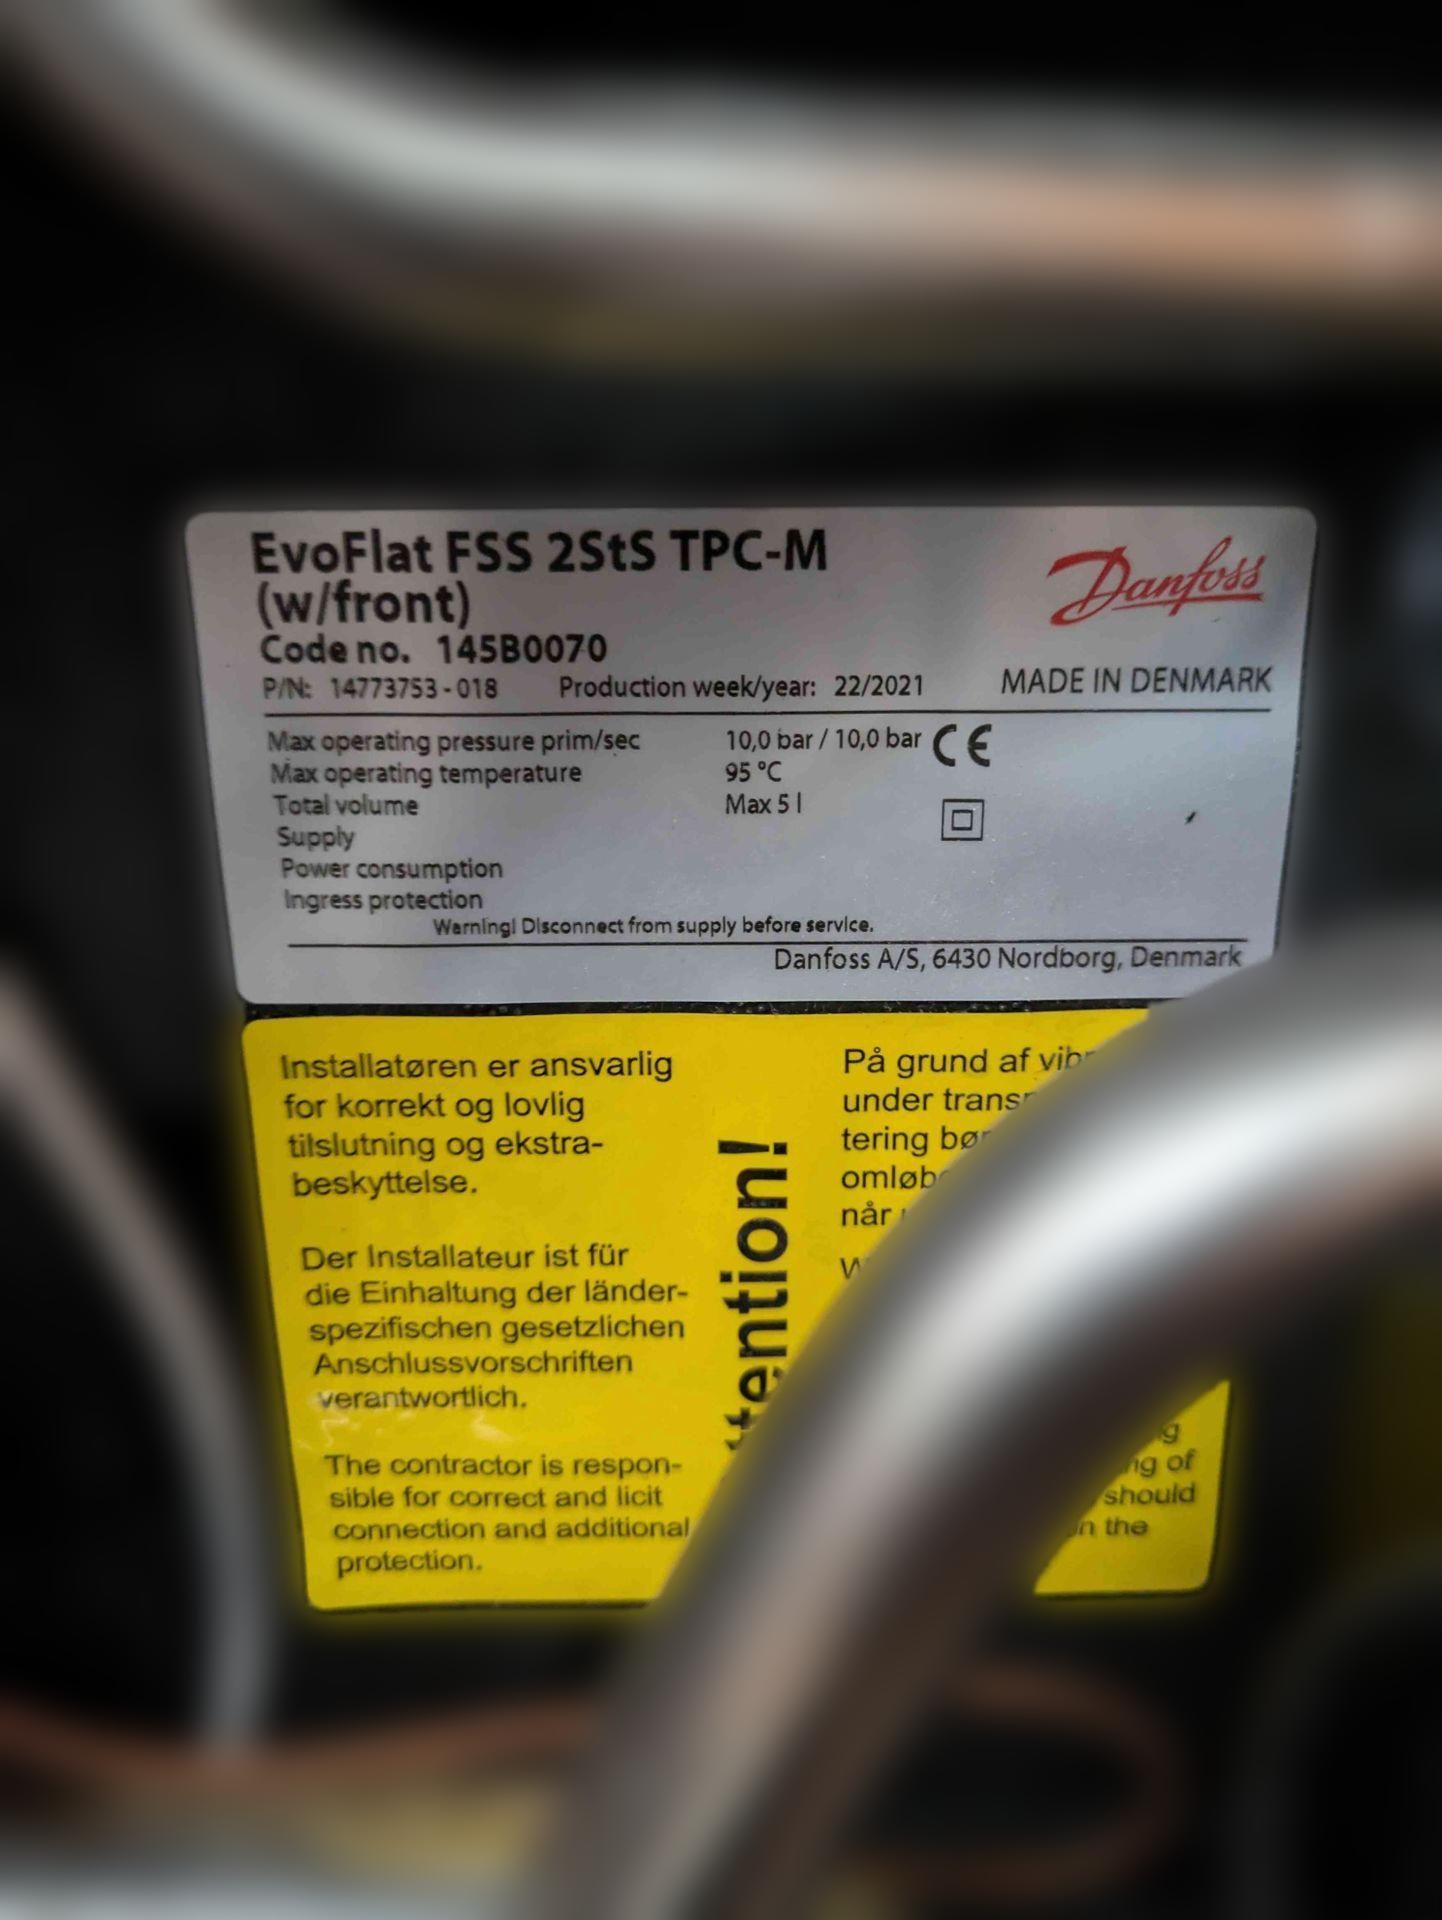 EvoFlat FSS 2StS TPC-M
(w/front)
Danfoss
Code no. 145B0070
P/N: 14773753 - 018 Production week/year: 22/2021 MADE IN DENMARK
Max operating pressure prim/sec 10,0 bar / 10,0 bar CE
Max operating temperature 95 °C
Total volume Max 5 l
Supply
Power consumption
Ingress protection
Warning! Disconnect from supply before service.
Danfoss A/S, 6430 Nordborg, Denmark
Installatøren er ansvarlig
for korrekt og lovlig
tilslutning og ekstra-
beskyttelse.
Der Installateur ist für
die Einhaltung der länder-
spezifischen gesetzlichen
Anschlussvorschriften
verantwortlich.
The contractor is respon-
sible for correct and licit
connection and additional
protection.
På grund af
under
tering
når
of
should
the